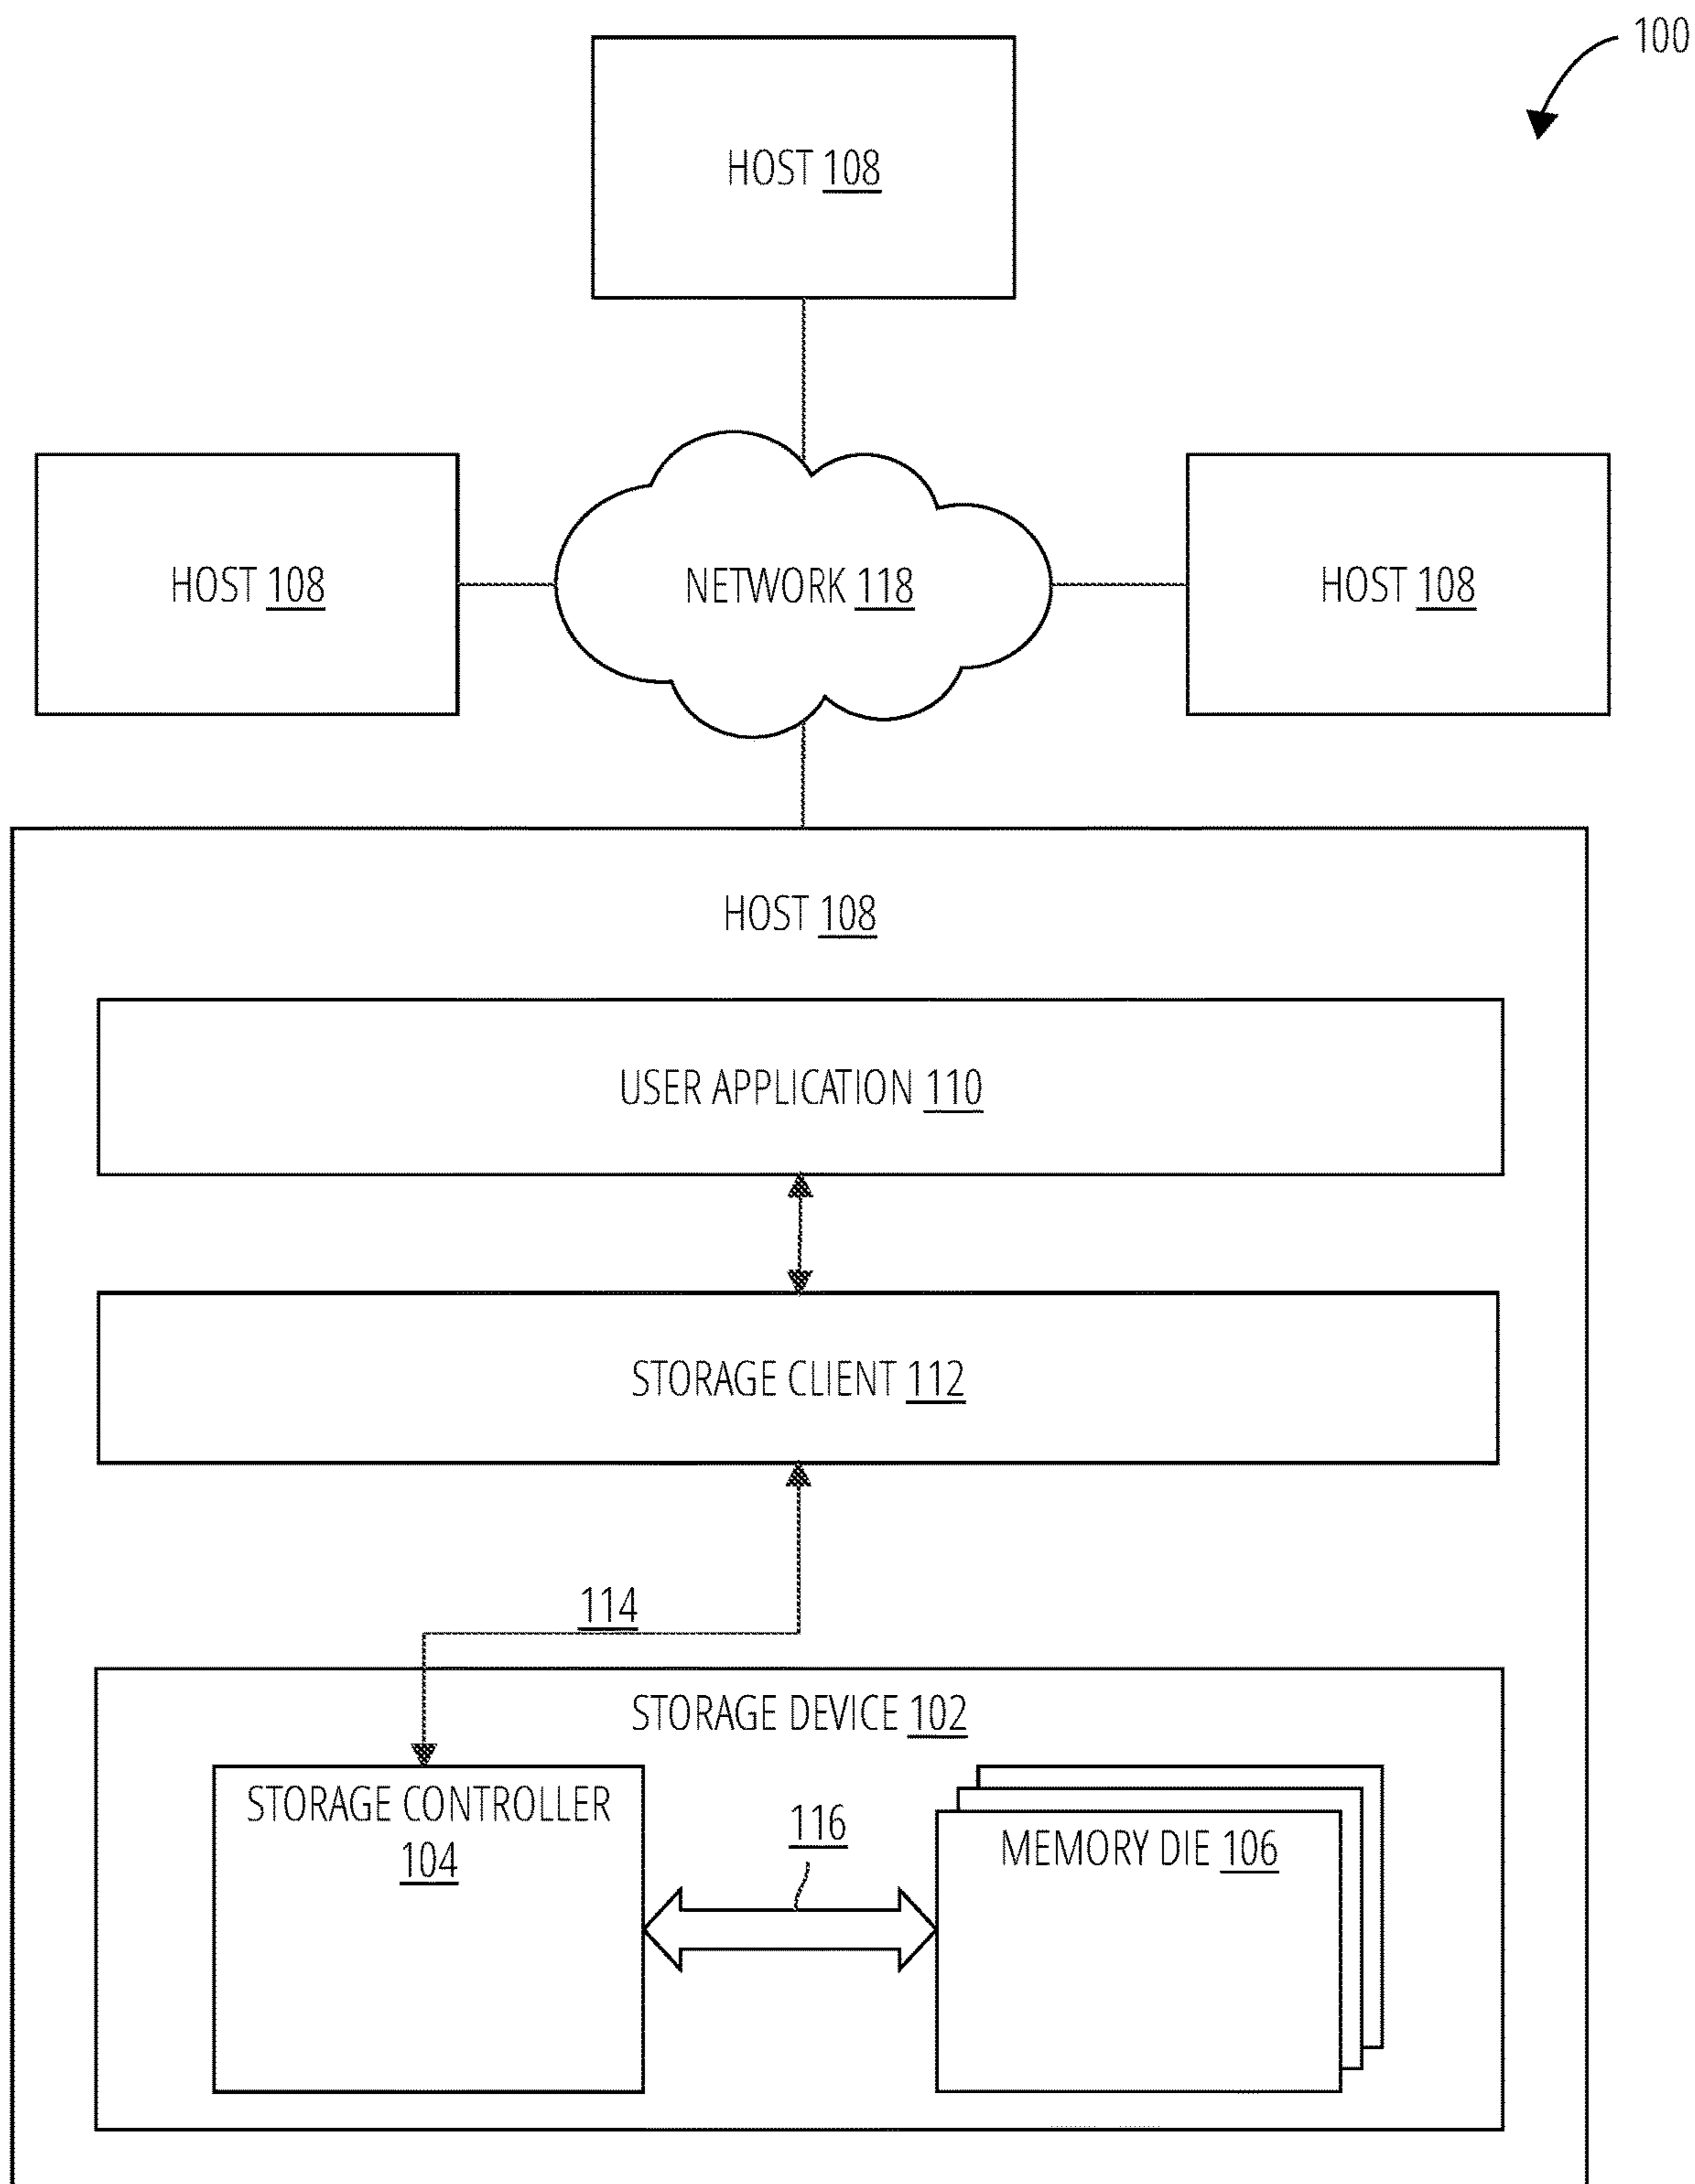 100
HOST 108
HOST 108
NETWORK 118
HOST 108
HOST 108
USER APPLICATION 110
STORAGE CLIENT 112
114
STORAGE DEVICE 102
STORAGE CONTROLLER
104
116
MEMORY DIE 106